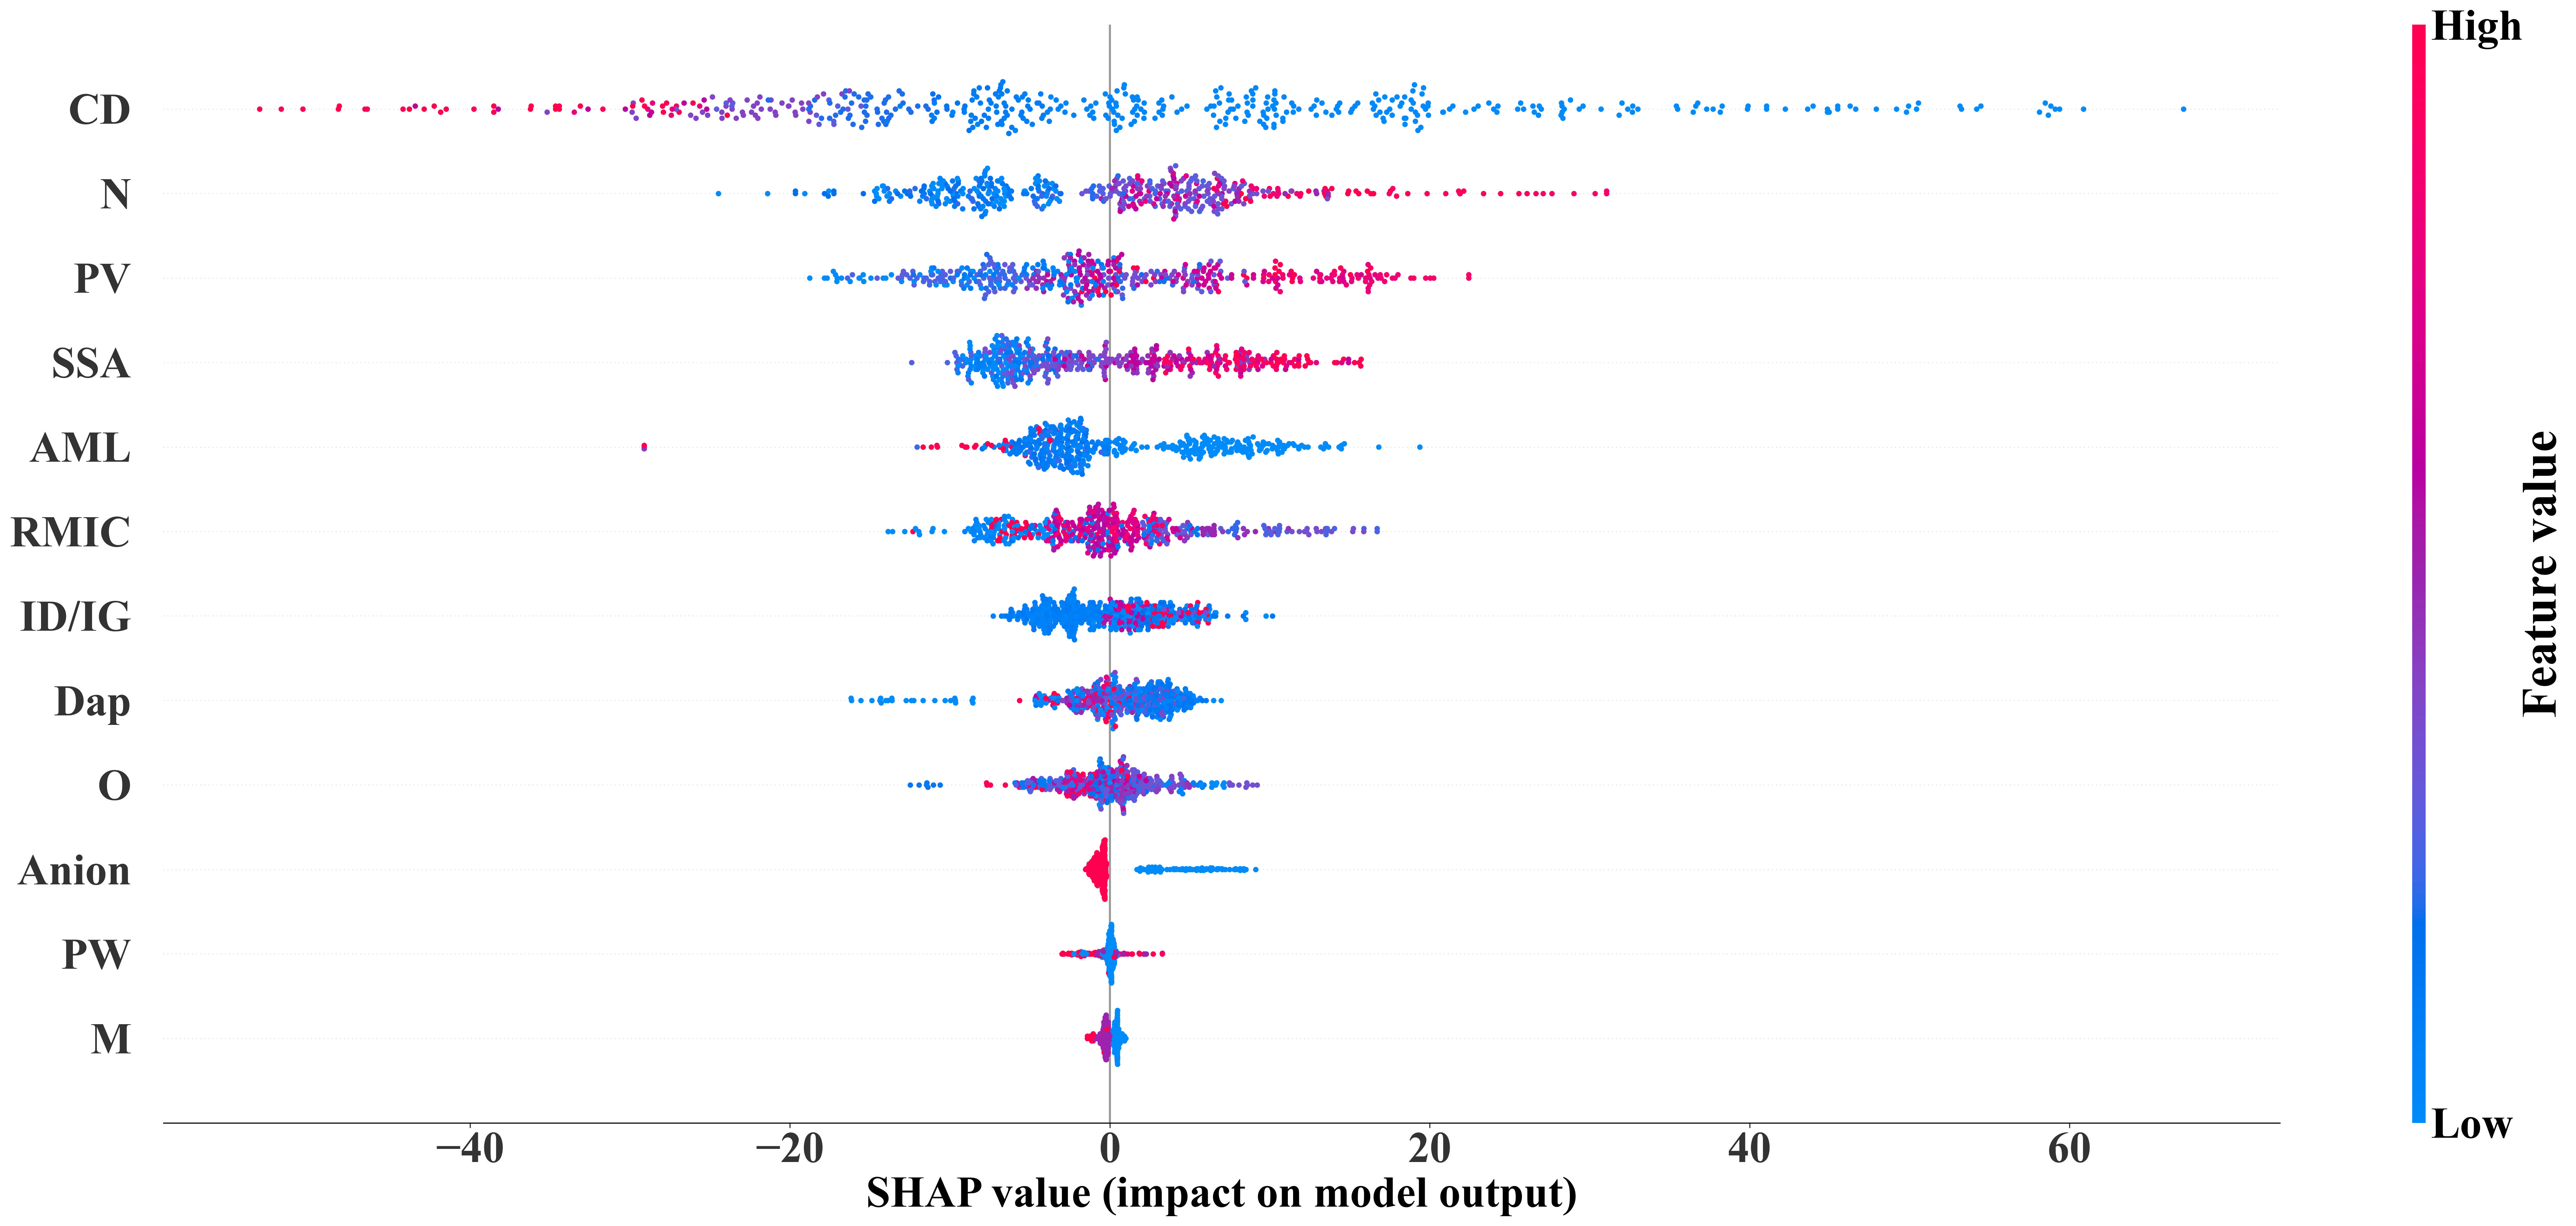 High
CD
N
PV
SSA
AML
RMIC
ID/IG
Dap
O
Anion
PW
M
Feature value
Low
−40 −20 0 20 40 60
SHAP value (impact on model output)